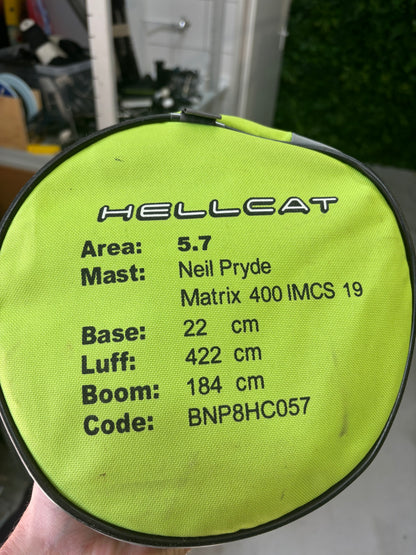 HELLCAT
Area: 5.7
Mast: Neil Pryde
Matrix 400 IMCS 19
Base: 22 cm
Luff: 422 cm
Boom: 184 cm
Code: BNP8HC057